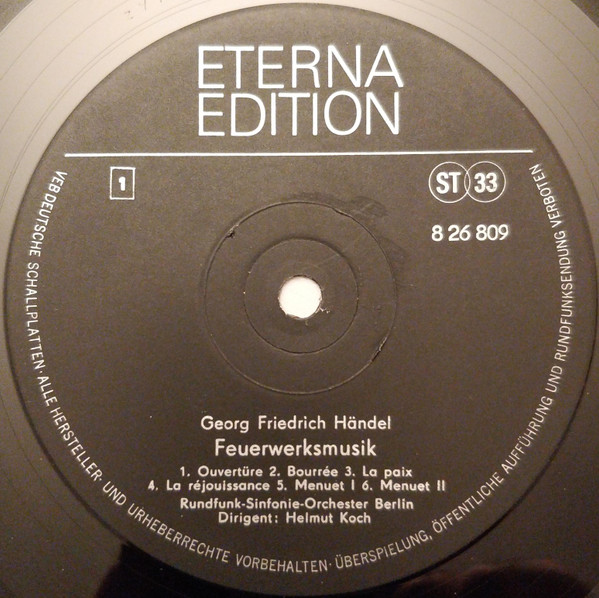 ETERNA
EDITION
1
ST 33
8 26 809
Georg Friedrich Händel
Feuerwerksmusik
1. Ouvertüre 2. Bourrée 3. La paix
4. La réjouissance 5. Menuet I 6. Menuet II
Rundfunk-Sinfonie-Orchester Berlin
Dirigent: Helmut Koch
VEB DEUTSCHE SCHALLPLATTEN · ALLE HERSTELLER- UND URHEBERRECHTE VORBEHALTEN · ÜBERSPIELUNG, ÖFFENTLICHE AUFFÜHRUNG UND RUNDFUNKSENDUNG VERBOTEN